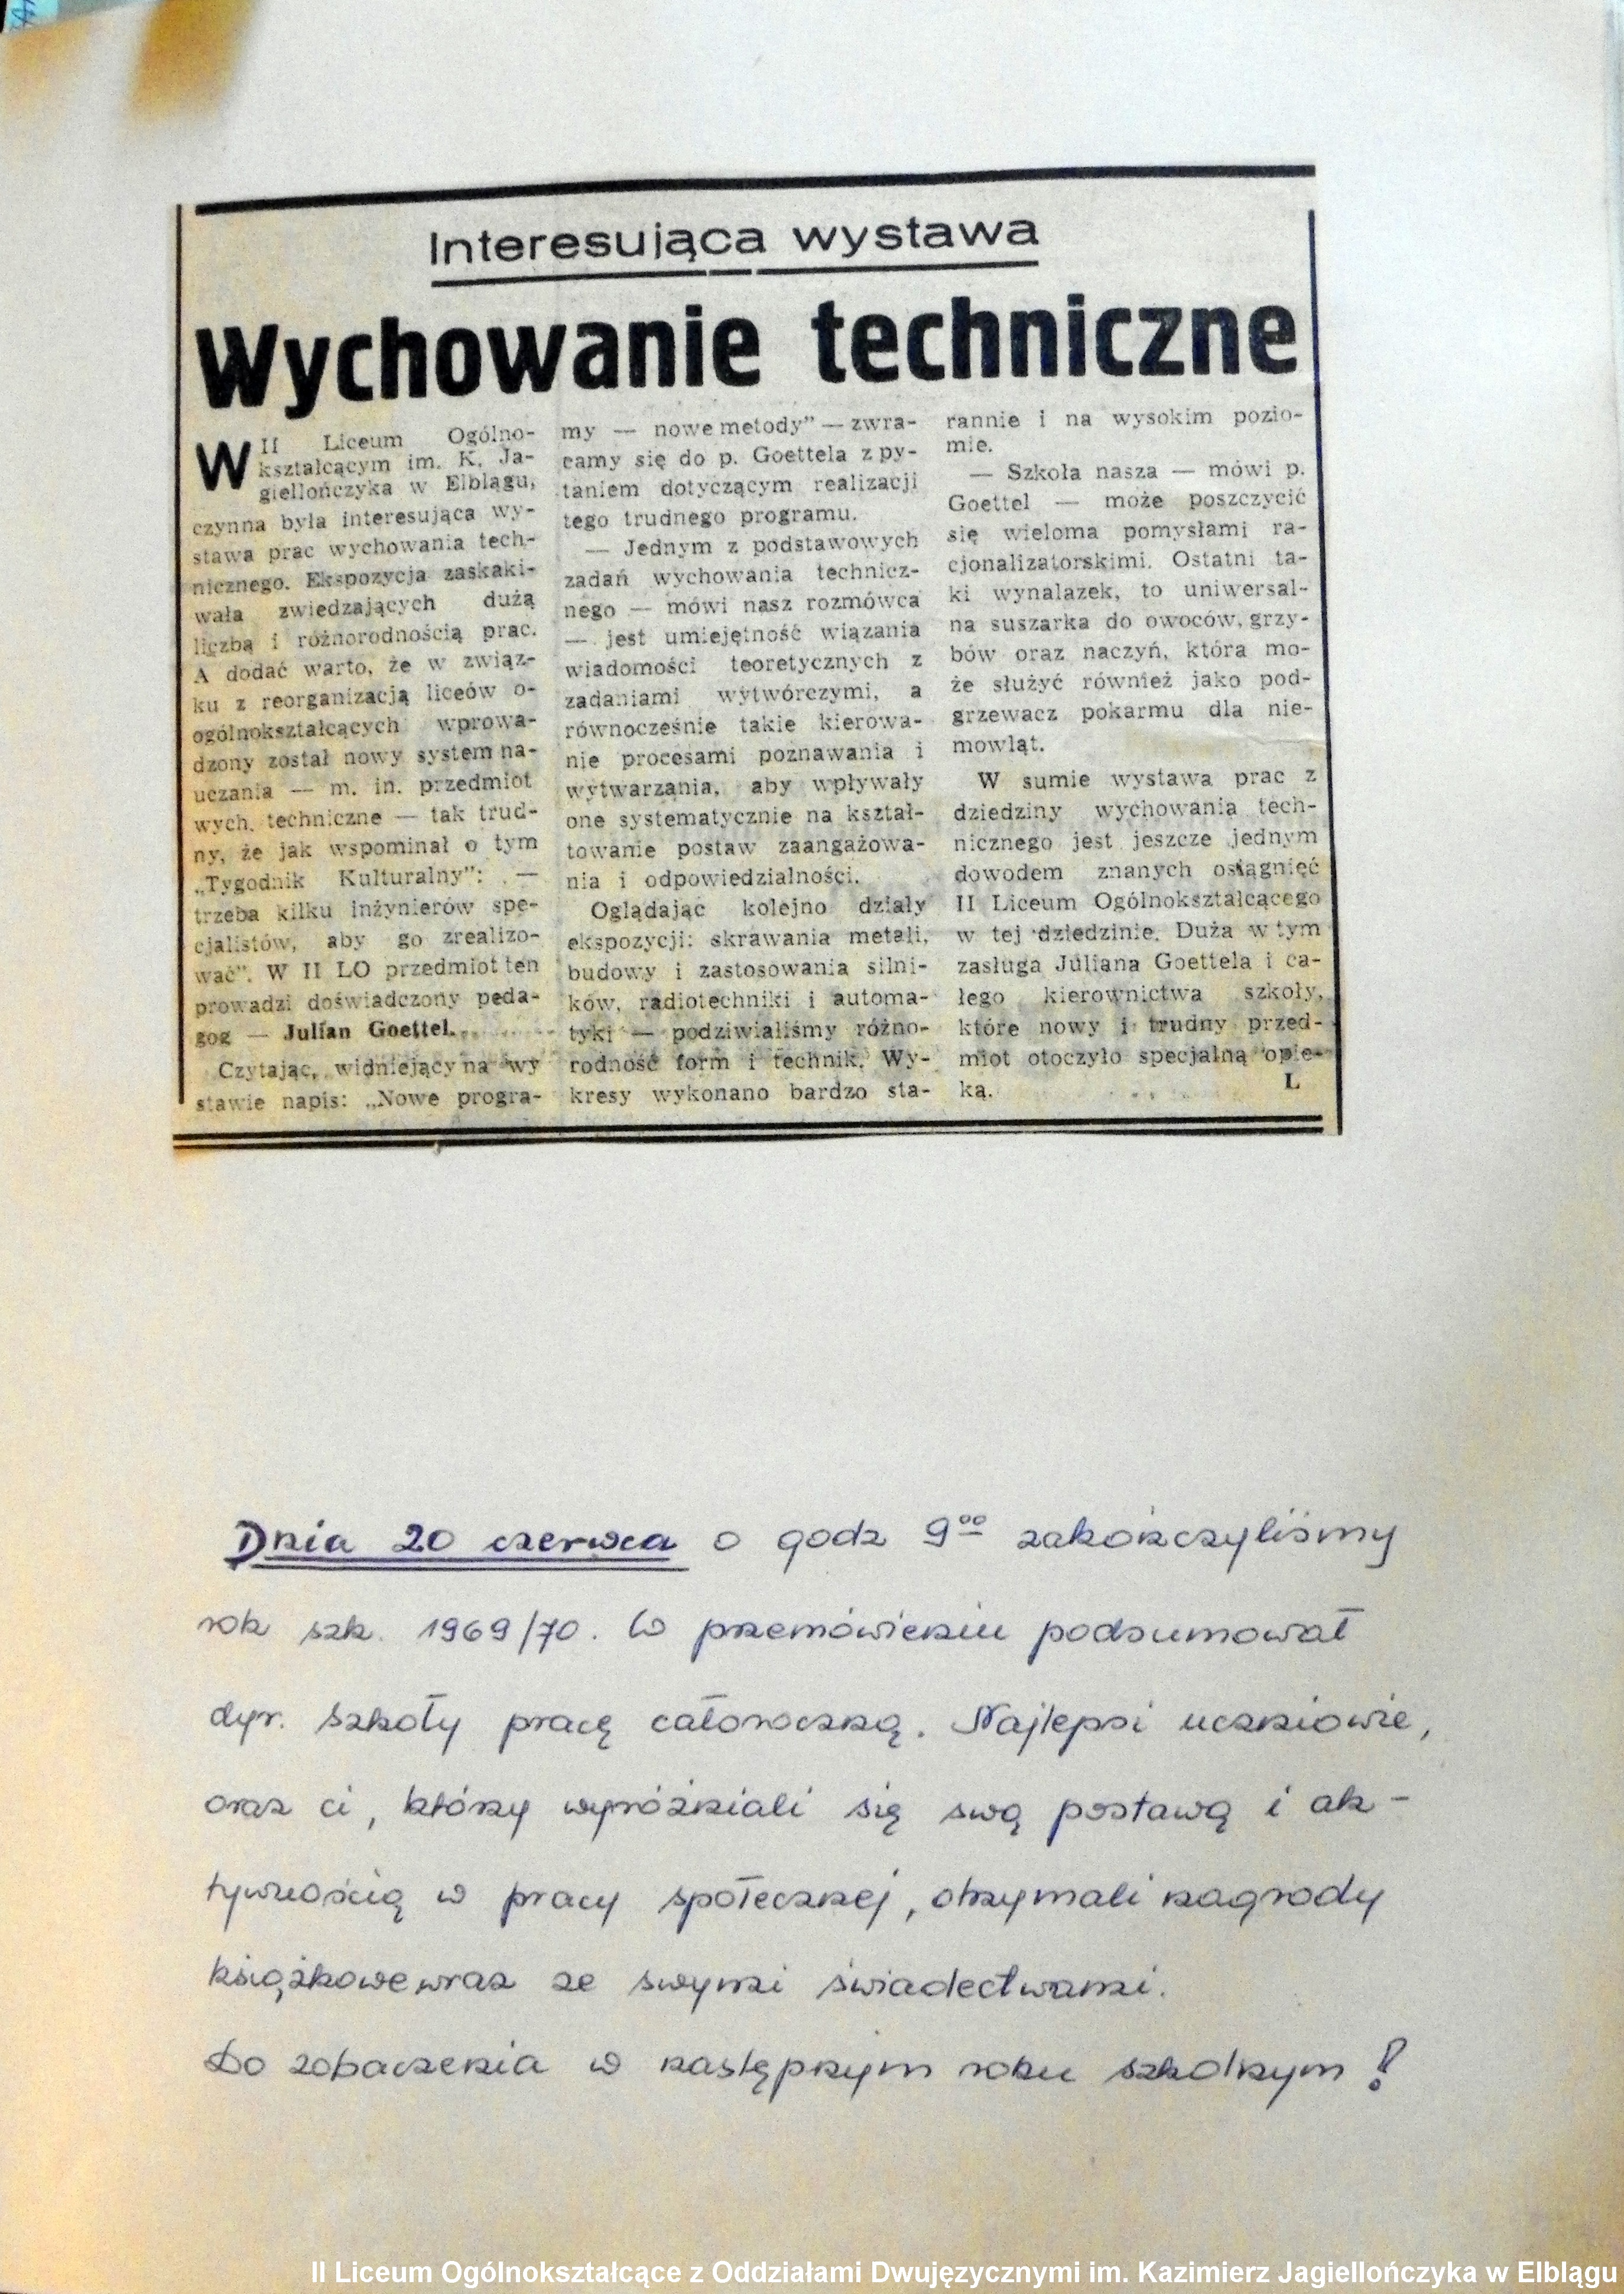 Interesująca wystawa
Wychowanie techniczne
W II Liceum Ogólno-
kształcącym im. K. Ja-
giellończyka w Elblągu,
czynna była interesująca wy-
stawa prac wychowania tech-
nicznego. Ekspozycja zaskaki-
wała zwiedzających dużą
liczbą i różnorodnością prac.
A dodać warto, że w związ-
ku z reorganizacją liceów o-
ogólnokształcących wprowa-
dzony został nowy system na-
uczania — m. in. przedmiot
wych. techniczne — tak trud-
ny, że jak wspominał o tym
„Tygodnik Kulturalny": —
trzeba kilku inżynierów spe-
cjalistów, aby go zrealizo-
wać". W II LO przedmiot ten
prowadzi doświadczony peda-
gog — Julian Goettel.
Czytając, widniejący na wy
stawie napis: „Nowe progra-
my — nowe metody" — zwra-
camy się do p. Goettela z py-
taniem dotyczącym realizacji
tego trudnego programu.
— Jednym z podstawowych
zadań wychowania technicz-
nego — mówi nasz rozmówca
— jest umiejętność wiązania
wiadomości teoretycznych z
zadaniami wytwórczymi, a
równocześnie takie kierowa-
nie procesami poznawania i
wytwarzania, aby wpływały
one systematycznie na kształ-
towanie postaw zaangażowa-
nia i odpowiedzialności.
Oglądając kolejno działy
ekspozycji: skrawania metali,
budowy i zastosowania silni-
ków, radiotechniki i automa-
tyki — podziwialiśmy różno-
rodność form i technik. Wy-
kresy wykonano bardzo sta-
rannie i na wysokim pozio-
mie.
— Szkoła nasza — mówi p.
Goettel — może poszczycić
się wieloma pomysłami ra-
cjonalizatorskimi. Ostatni ta-
ki wynalazek, to uniwersal-
na suszarka do owoców, grzy-
bów oraz naczyń, która mo-
że służyć również jako pod-
grzewacz pokarmu dla nie-
mowląt.
W sumie wystawa prac z
dziedziny wychowania tech-
nicznego jest jeszcze jednym
dowodem znanych osiągnięć
II Liceum Ogólnokształcącego
w tej dziedzinie. Duża w tym
zasługa Juliana Goettela i ca-
łego kierownictwa szkoły,
które nowy i trudny przed-
miot otoczyło specjalną opie-
ką.
L
Dnia 20 czerwca o godz 9⁰⁰ zakończyliśmy
rok szk. 1969/70. W przemówieniu podsumował
dyr. szkoły pracę całoroczną. Najlepsi uczniowie,
oraz ci, którzy wyróżniali się swą postawą i ak-
tywnością w pracy społecznej, otrzymali nagrody
książkowe wraz ze swymi świadectwami.
Do zobaczenia w następnym roku szkolnym!
II Liceum Ogólnokształcące z Oddziałami Dwujęzycznymi im. Kazimierz Jagiellończyka w Elblągu